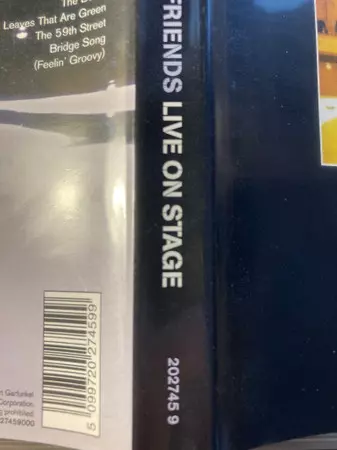 The
Leaves That Are Green
The 59th Street
Bridge Song
(Feelin' Groovy)
FRIENDS LIVE ON STAGE
202745 9
5 099720 274599
Garfunkel
Corporation.
prohibited!
27459000